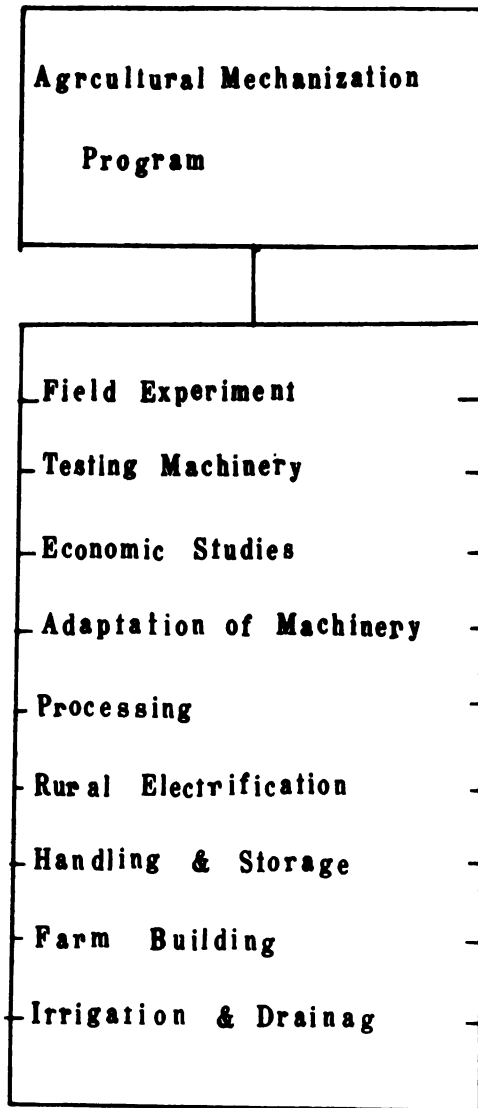 Agrcultural Mechanization
Program
Field Experiment
Testing Machinery
Economic Studies
Adaptation of Machinery
Processing
Rural Electrification
Handling & Storage
Farm Building
Irrigation & Drainag